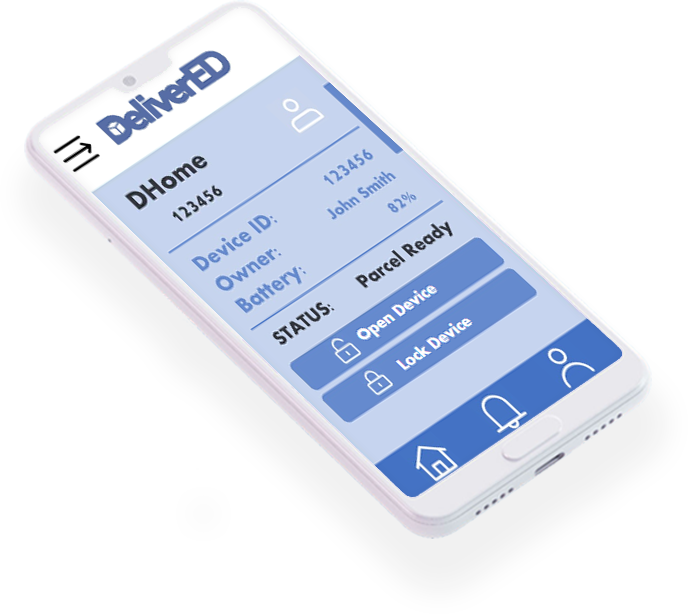 DeliverED
DHome
123456
Device ID: 123456
Owner: John Smith
Battery: 82%
STATUS: Parcel Ready
Open Device
Lock Device